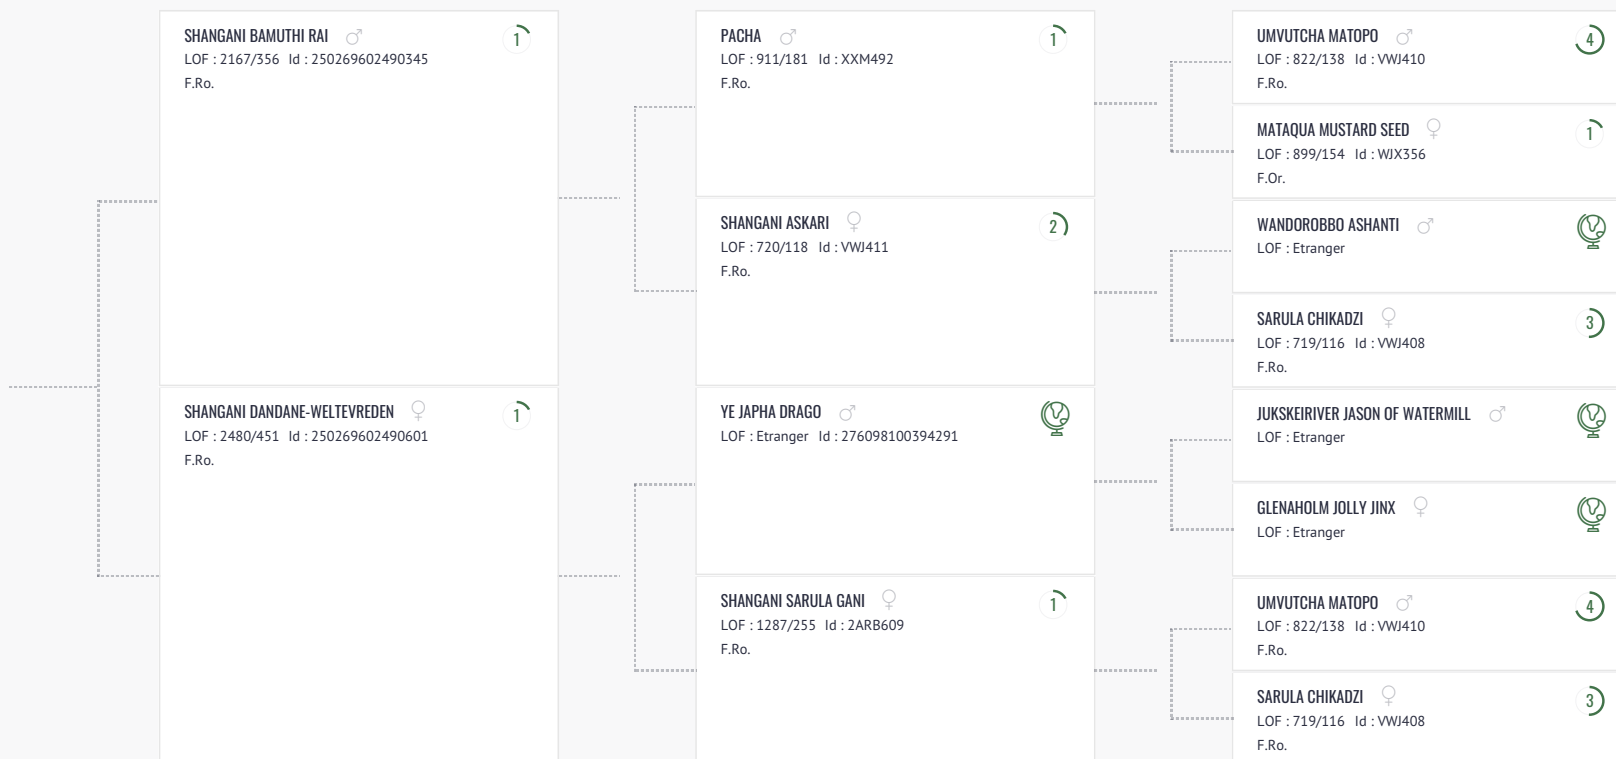 SHANGANI BAMUTHI RAI
1
LOF : 2167/356 Id : 250269602490345
F.Ro.
SHANGANI DANDANE-WELTEVREDEN
1
LOF : 2480/451 Id : 250269602490601
F.Ro.
PACHA
1
LOF : 911/181 Id : XXM492
F.Ro.
SHANGANI ASKARI
2
LOF : 720/118 Id : VWJ411
F.Ro.
YE JAPHA DRAGO
LOF : Etranger Id : 276098100394291
SHANGANI SARULA GANI
1
LOF : 1287/255 Id : 2ARB609
F.Ro.
UMVUTCHA MATOPO
4
LOF : 822/138 Id : VWJ410
F.Ro.
MATAQUA MUSTARD SEED
1
LOF : 899/154 Id : WJX356
F.Or.
WANDOROBBO ASHANTI
LOF : Etranger
SARULA CHIKADZI
3
LOF : 719/116 Id : VWJ408
F.Ro.
JUKSKEIRIVER JASON OF WATERMILL
LOF : Etranger
GLENAHOLM JOLLY JINX
LOF : Etranger
UMVUTCHA MATOPO
4
LOF : 822/138 Id : VWJ410
F.Ro.
SARULA CHIKADZI
3
LOF : 719/116 Id : VWJ408
F.Ro.